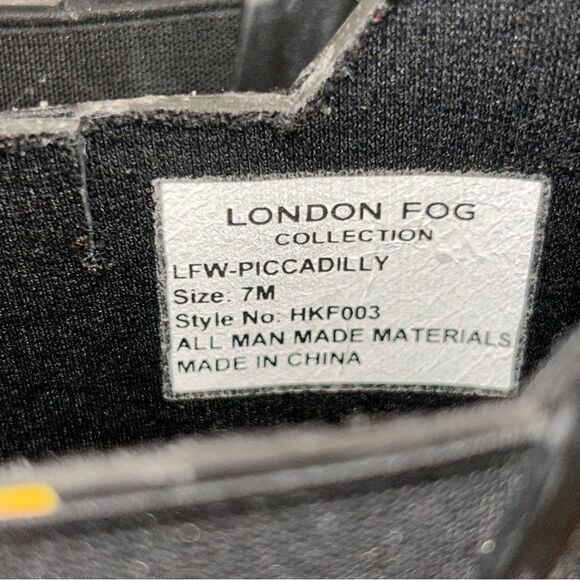 LONDON FOG
COLLECTION
LFW-PICCADILLY
Size: 7M
Style No: HKF003
ALL MAN MADE MATERIALS
MADE IN CHINA